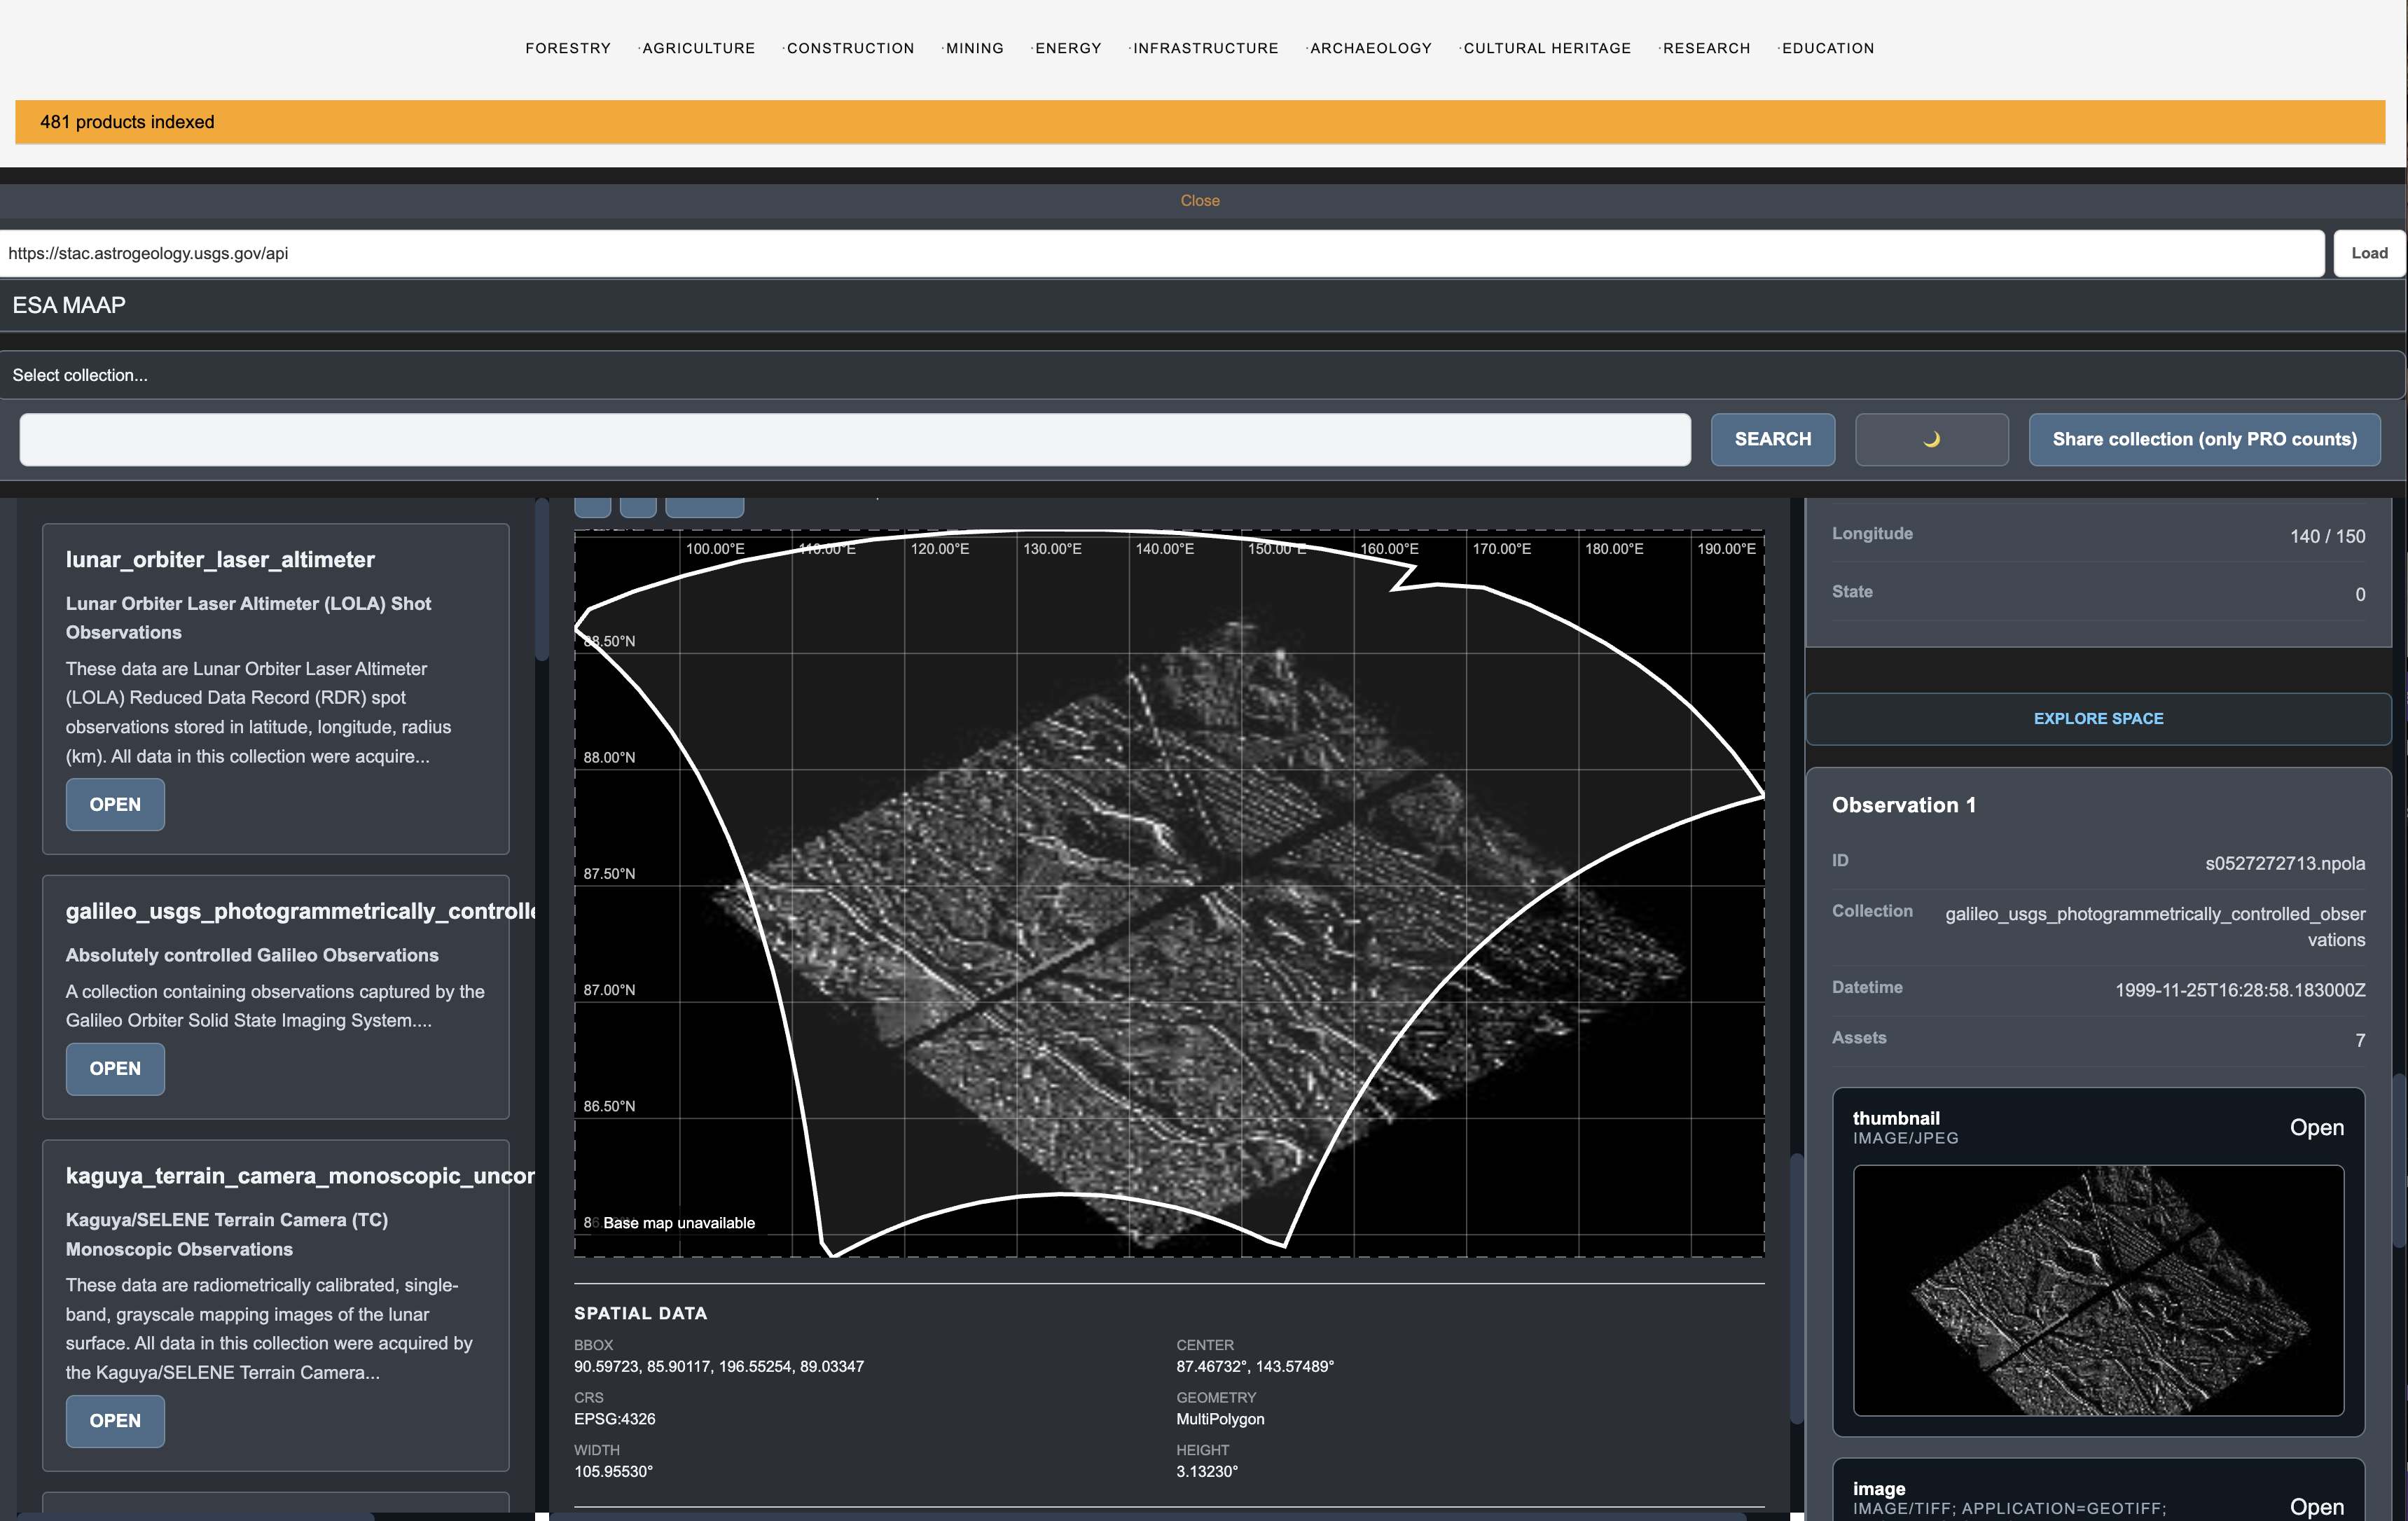 FORESTRY ·AGRICULTURE ·CONSTRUCTION ·MINING ·ENERGY ·INFRASTRUCTURE ·ARCHAEOLOGY ·CULTURAL HERITAGE ·RESEARCH ·EDUCATION
481 products indexed
Close
https://stac.astrogeology.usgs.gov/api
Load
ESA MAAP
Select collection...
SEARCH
Share collection (only PRO counts)
lunar_orbiter_laser_altimeter
Lunar Orbiter Laser Altimeter (LOLA) Shot
Observations
These data are Lunar Orbiter Laser Altimeter
(LOLA) Reduced Data Record (RDR) spot
observations stored in latitude, longitude, radius
(km). All data in this collection were acquire...
OPEN
galileo_usgs_photogrammetrically_controlle
Absolutely controlled Galileo Observations
A collection containing observations captured by the
Galileo Orbiter Solid State Imaging System....
OPEN
kaguya_terrain_camera_monoscopic_uncor
Kaguya/SELENE Terrain Camera (TC)
Monoscopic Observations
These data are radiometrically calibrated, single-
band, grayscale mapping images of the lunar
surface. All data in this collection were acquired by
the Kaguya/SELENE Terrain Camera...
OPEN
100.00°E 110.00°E 120.00°E 130.00°E 140.00°E 150.00°E 160.00°E 170.00°E 180.00°E 190.00°E
88.50°N
88.00°N
87.50°N
87.00°N
86.50°N
Base map unavailable
SPATIAL DATA
BBOX
90.59723, 85.90117, 196.55254, 89.03347
CENTER
87.46732°, 143.57489°
CRS
EPSG:4326
GEOMETRY
MultiPolygon
WIDTH
105.95530°
HEIGHT
3.13230°
Longitude 140 / 150
State 0
EXPLORE SPACE
Observation 1
ID s0527272713.npola
Collection galileo_usgs_photogrammetrically_controlled_obser
vations
Datetime 1999-11-25T16:28:58.183000Z
Assets 7
thumbnail
IMAGE/JPEG
Open
image
IMAGE/TIFF; APPLICATION=GEOTIFF;
Open